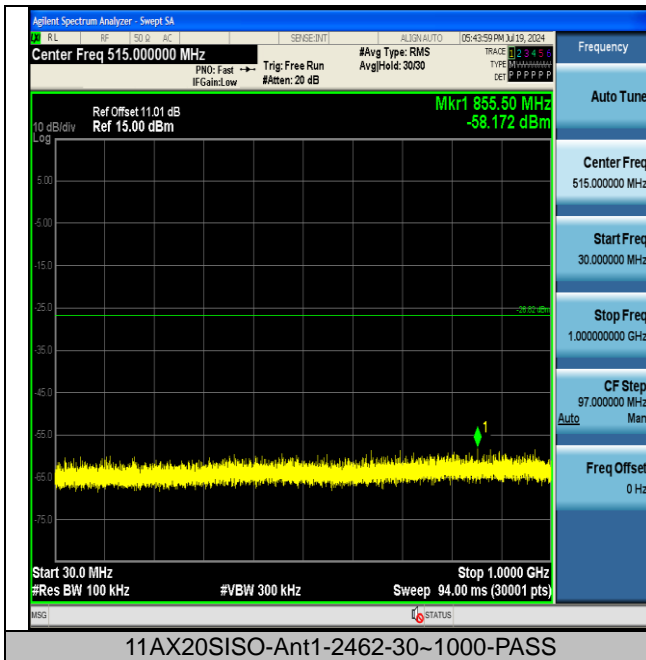 Agilent Spectrum Analyzer - Swept SA
RL RF 50 Ω AC SENSE:INT ALIGN AUTO 05:43:59 PM Jul 19, 2024
Center Freq 515.000000 MHz
PNO: Fast
IFGain:Low
Trig: Free Run
#Atten: 20 dB
#Avg Type: RMS
Avg|Hold: 30/30
TRACE 1 2 3 4 5 6
TYPE M
DET P P P P P P
Frequency
Ref Offset 11.01 dB
10 dB/div Ref 15.00 dBm
Log
Mkr1 855.50 MHz
-58.172 dBm
5.00
-5.00
-15.0
-25.0
-35.0
-45.0
-55.0
-65.0
-75.0
1
Start 30.0 MHz
Stop 1.0000 GHz
#Res BW 100 kHz #VBW 300 kHz Sweep 94.00 ms (30001 pts)
MSG STATUS
Auto Tune
Center Freq
515.000000 MHz
Start Freq
30.000000 MHz
Stop Freq
1.000000000 GHz
CF Step
97.000000 MHz
Auto Man
Freq Offset
0 Hz
11AX20SISO-Ant1-2462-30~1000-PASS